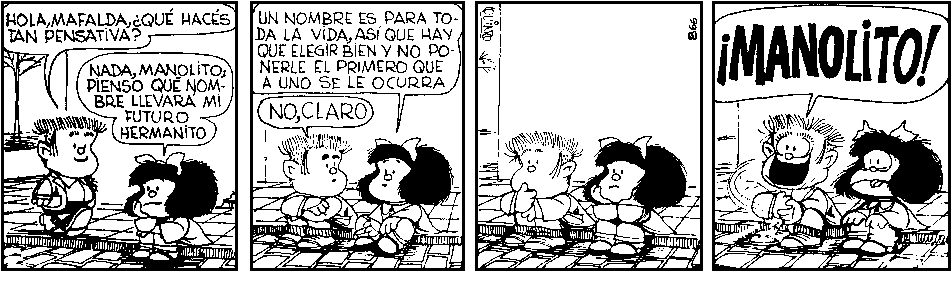 HOLA, MAFALDA, ¿QUÉ HACÉS
TAN PENSATIVA?
NADA, MANOLITO;
PIENSO QUÉ NOM-
BRE LLEVARÁ MI
FUTURO
HERMANITO
UN NOMBRE ES PARA TO-
DA LA VIDA, ASÍ QUE HAY
QUE ELEGIR BIEN Y NO PO-
NERLE EL PRIMERO QUE
A UNO SE LE OCURRA
NO, CLARO
866
¡MANOLITO!